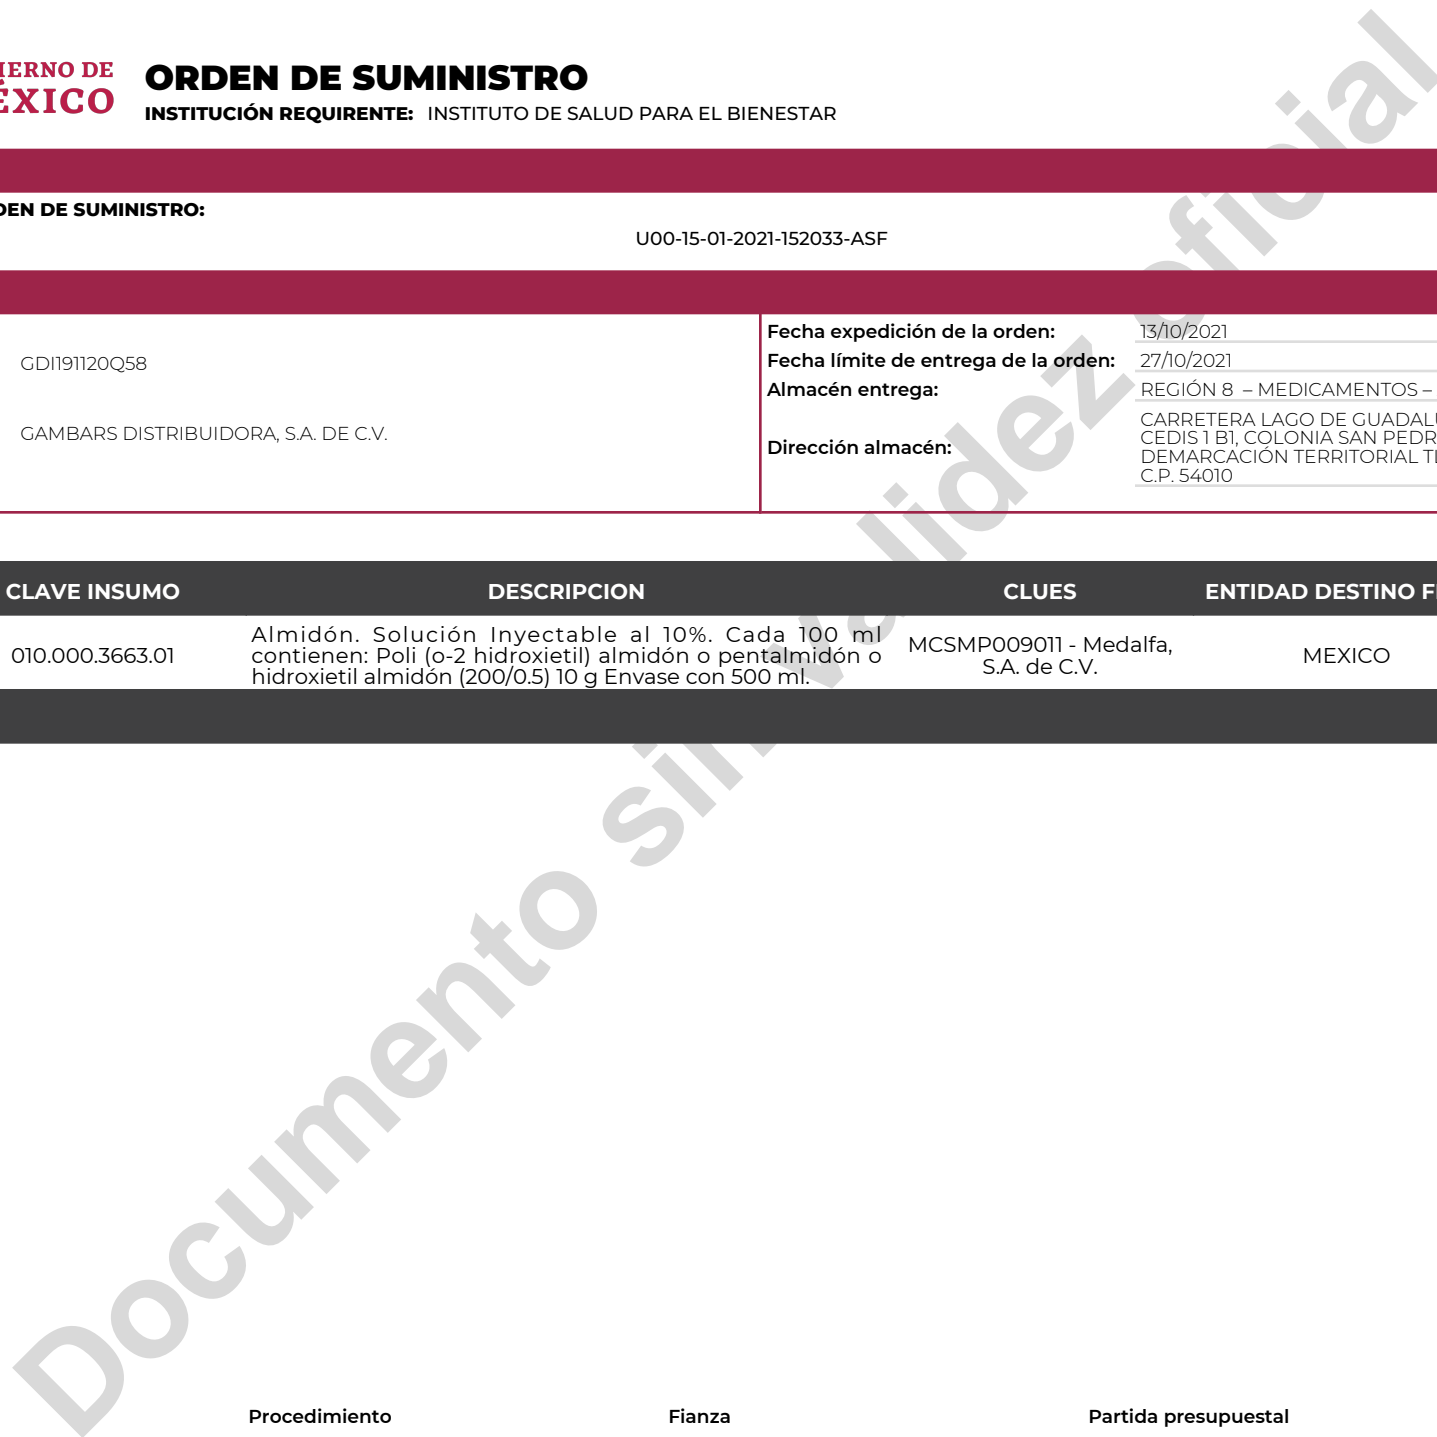 IERNO DE
ÉXICO
ORDEN DE SUMINISTRO
INSTITUCIÓN REQUIRENTE: INSTITUTO DE SALUD PARA EL BIENESTAR
DEN DE SUMINISTRO:
U00-15-01-2021-152033-ASF
GDI191120Q58
GAMBARS DISTRIBUIDORA, S.A. DE C.V.
Fecha expedición de la orden: 13/10/2021
Fecha límite de entrega de la orden: 27/10/2021
Almacén entrega: REGIÓN 8 – MEDICAMENTOS –
Dirección almacén:
CARRETERA LAGO DE GUADALU
CEDIS 1 B1, COLONIA SAN PEDR
DEMARCACIÓN TERRITORIAL TL
C.P. 54010
CLAVE INSUMO DESCRIPCION CLUES ENTIDAD DESTINO FI
010.000.3663.01
Almidón. Solución Inyectable al 10%. Cada 100 ml
contienen: Poli (o-2 hidroxietil) almidón o pentalmidón o
hidroxietil almidón (200/0.5) 10 g Envase con 500 ml.
MCSMP009011 - Medalfa,
S.A. de C.V.
MEXICO
Documento sin validez oficial
Procedimiento Fianza Partida presupuestal